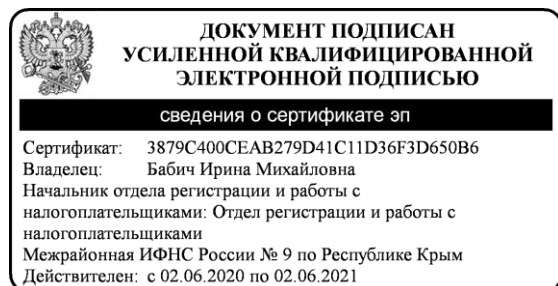 ДОКУМЕНТ ПОДПИСАН
УСИЛЕННОЙ КВАЛИФИЦИРОВАННОЙ
ЭЛЕКТРОННОЙ ПОДПИСЬЮ
сведения о сертификате эп
Сертификат: 3879C400CEAB279D41C11D36F3D650B6
Владелец: Бабич Ирина Михайловна
Начальник отдела регистрации и работы с
налогоплательщиками: Отдел регистрации и работы с
налогоплательщиками
Межрайонная ИФНС России № 9 по Республике Крым
Действителен: с 02.06.2020 по 02.06.2021